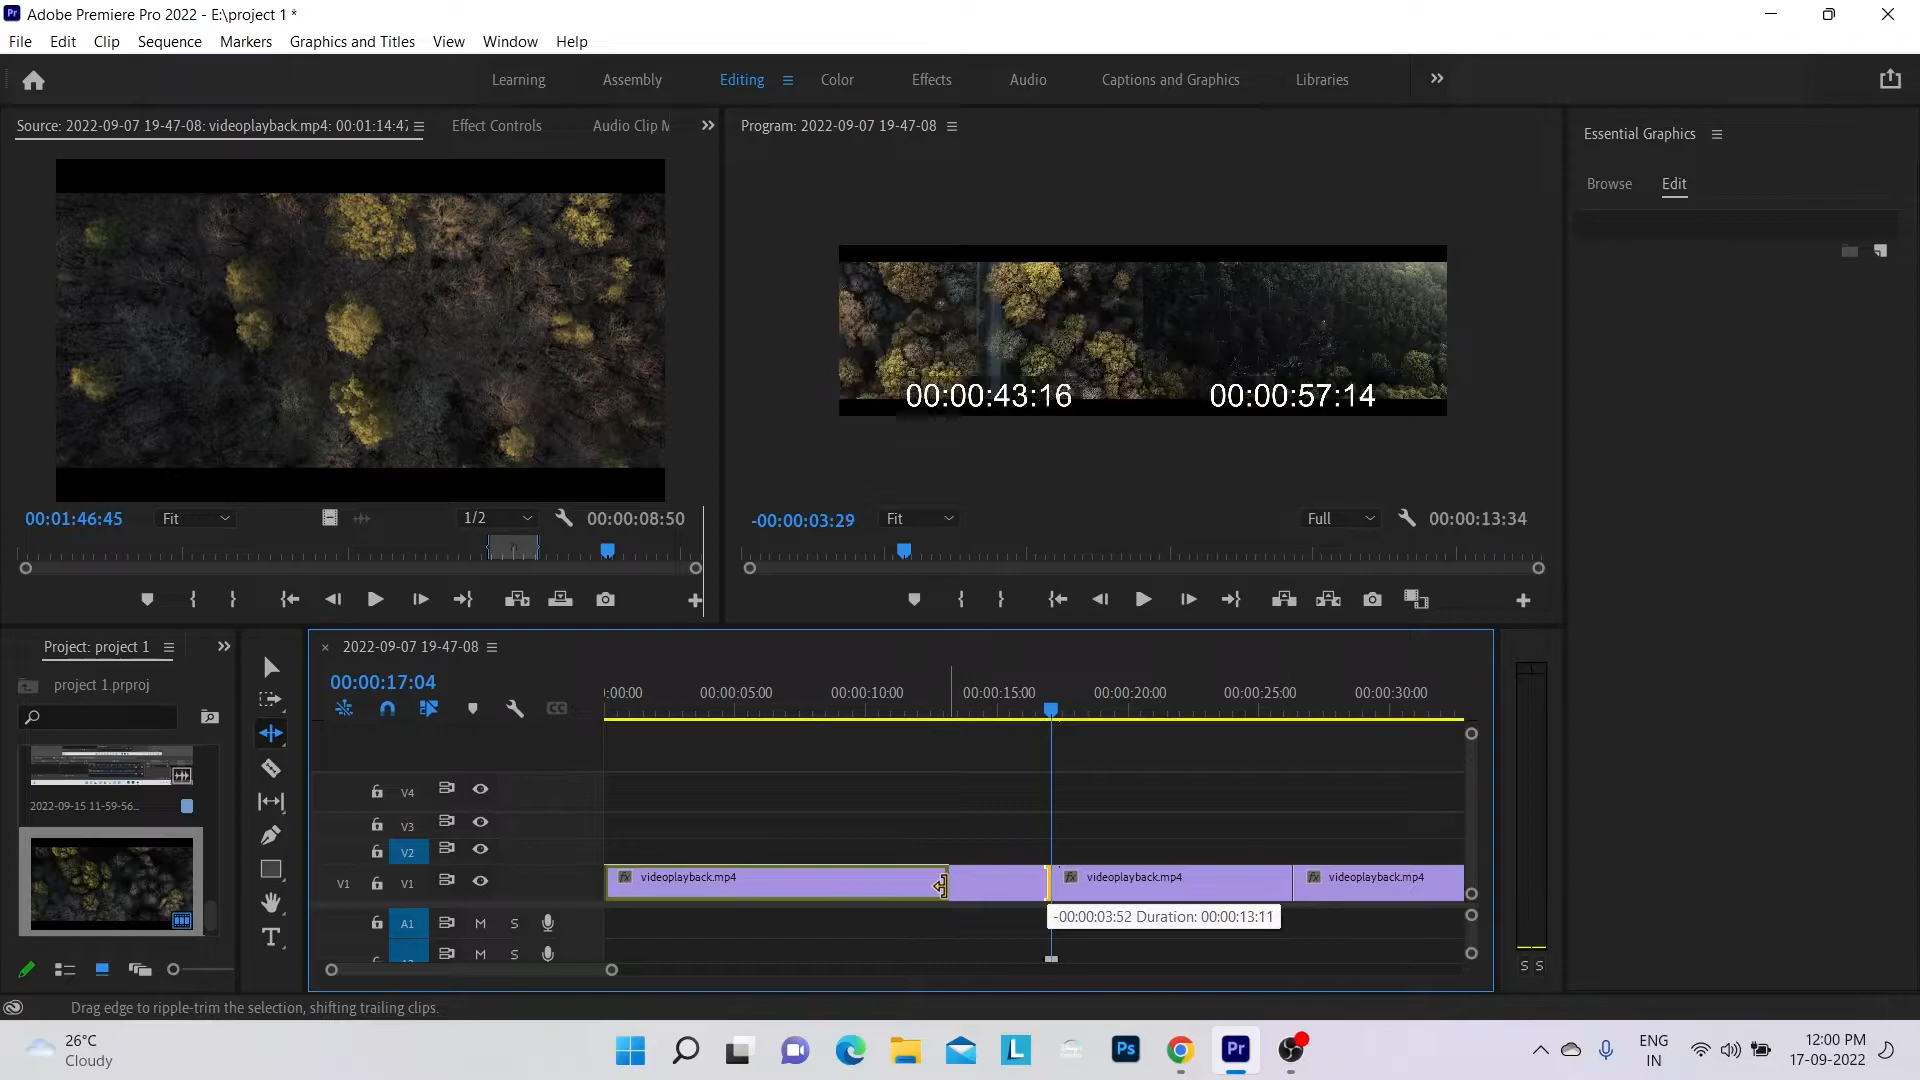 Adobe Premiere Pro 2022 - E:\project 1 *
File Edit Clip Sequence Markers Graphics and Titles View Window Help
Learning Assembly Editing Color Effects Audio Captions and Graphics Libraries
Source: 2022-09-07 19-47-08: videoplayback.mp4: 00:01:14:47
Effect Controls
Audio Clip M
Program: 2022-09-07 19-47-08
Essential Graphics
Browse Edit
00:00:43:16
00:00:57:14
00:01:46:45
Fit
1/2
00:00:08:50
-00:00:03:29
Fit
Full
00:00:13:34
Project: project 1
project 1.prproj
2022-09-15 11-59-56...
2022-09-07 19-47-08
00:00:17:04
:00:00 00:00:05:00 00:00:10:00 00:00:15:00 00:00:20:00 00:00:25:00 00:00:30:00
V4
V3
V2
V1 V1
videoplayback.mp4
videoplayback.mp4
videoplayback.mp4
-00:00:03:52 Duration: 00:00:13:11
A1 M S
M S
S S
Drag edge to ripple-trim the selection, shifting trailing clips.
26°C
Cloudy
L
Ps
Pr
ENG
IN
12:00 PM
17-09-2022